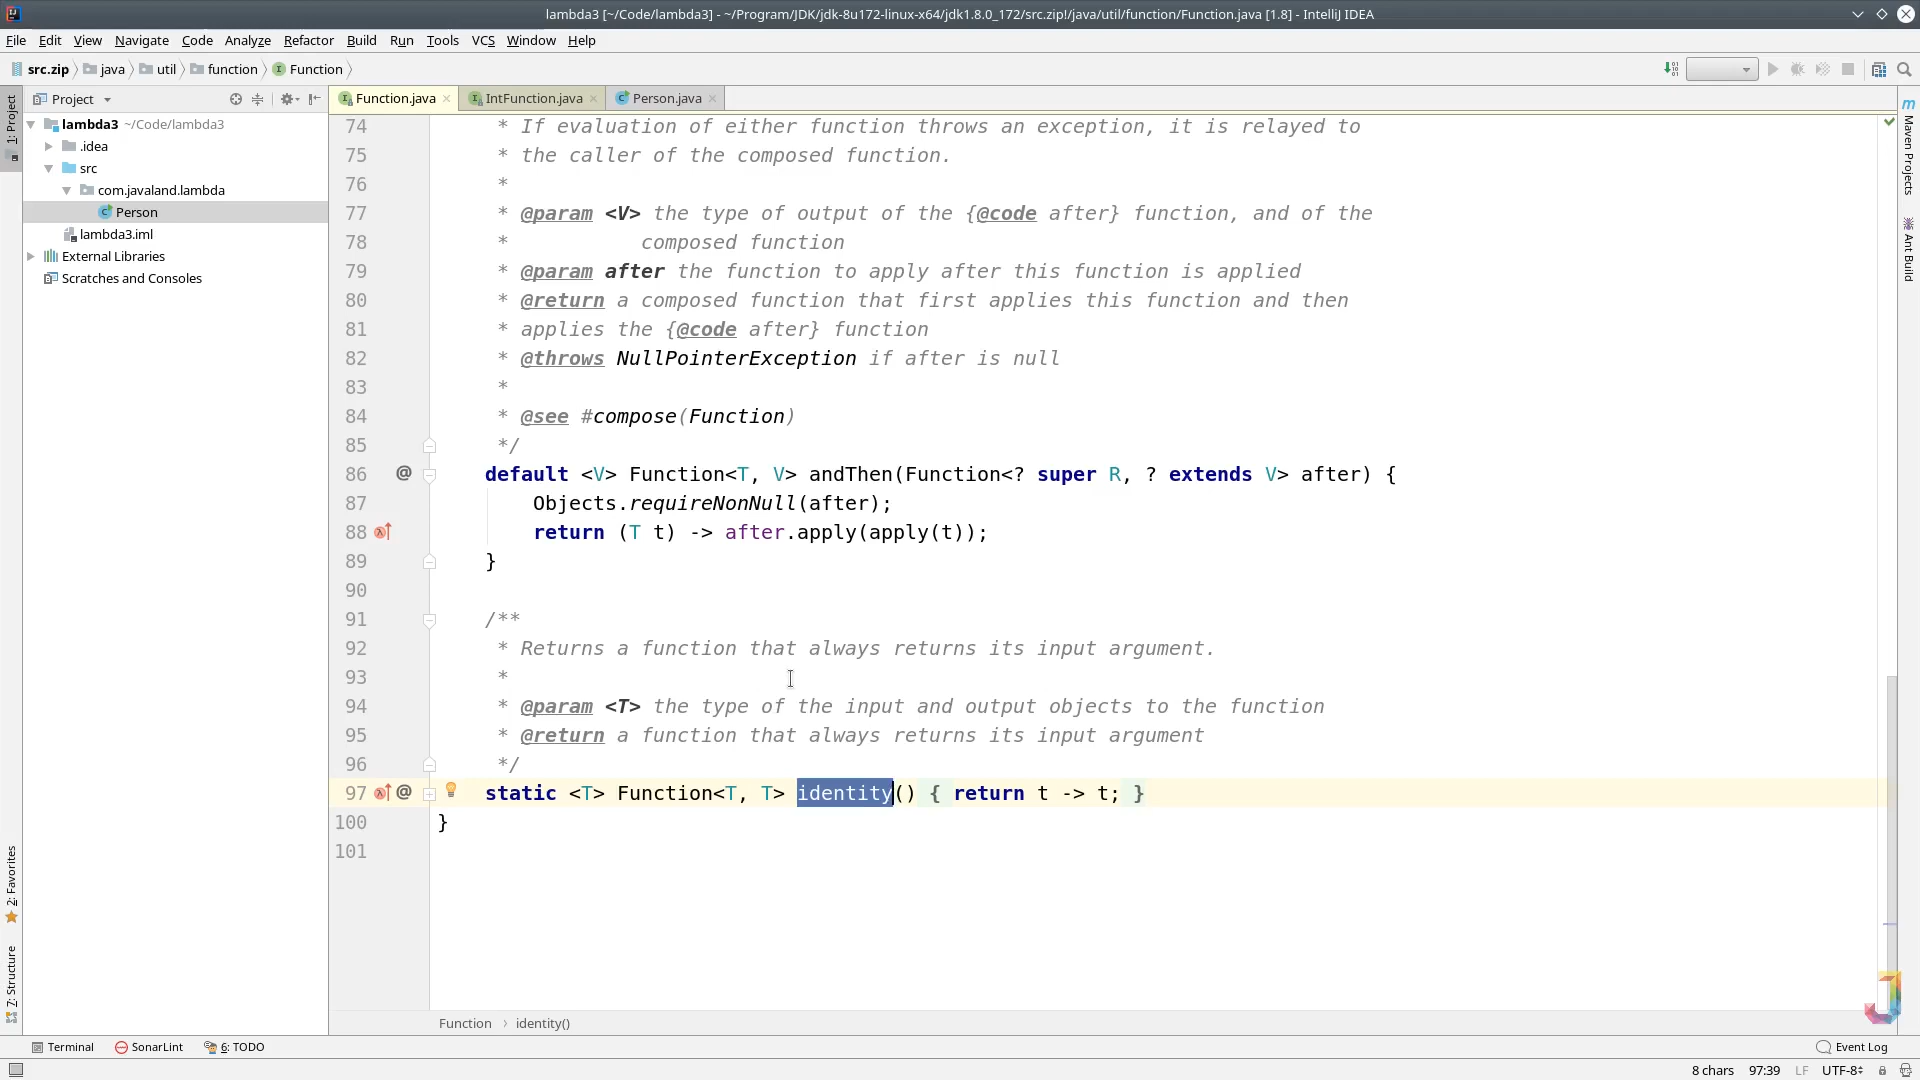 lambda3 [~/Code/lambda3] - ~/Program/JDK/jdk-8u172-linux-x64/jdk1.8.0_172/src.zip!/java/util/function/Function.java [1.8] - IntelliJ IDEA
File Edit View Navigate Code Analyze Refactor Build Run Tools VCS Window Help
src.zip java util function Function
Project
Function.java IntFunction.java Person.java
1: Project
lambda3 ~/Code/lambda3
.idea
src
com.javaland.lambda
Person
lambda3.iml
External Libraries
Scratches and Consoles
74 * If evaluation of either function throws an exception, it is relayed to
75 * the caller of the composed function.
76 *
77 * @param <V> the type of output of the {@code after} function, and of the
78 * composed function
79 * @param after the function to apply after this function is applied
80 * @return a composed function that first applies this function and then
81 * applies the {@code after} function
82 * @throws NullPointerException if after is null
83 *
84 * @see #compose(Function)
85 */
86 @ default <V> Function<T, V> andThen(Function<? super R, ? extends V> after) {
87 Objects.requireNonNull(after);
88 return (T t) -> after.apply(apply(t));
89 }
90
91 /**
92 * Returns a function that always returns its input argument.
93 *
94 * @param <T> the type of the input and output objects to the function
95 * @return a function that always returns its input argument
96 */
97 @ static <T> Function<T, T> identity() { return t -> t; }
100 }
101
Maven Projects
Ant Build
2: Favorites
7: Structure
Function › identity()
Terminal SonarLint 6: TODO Event Log
8 chars 97:39 LF UTF-8